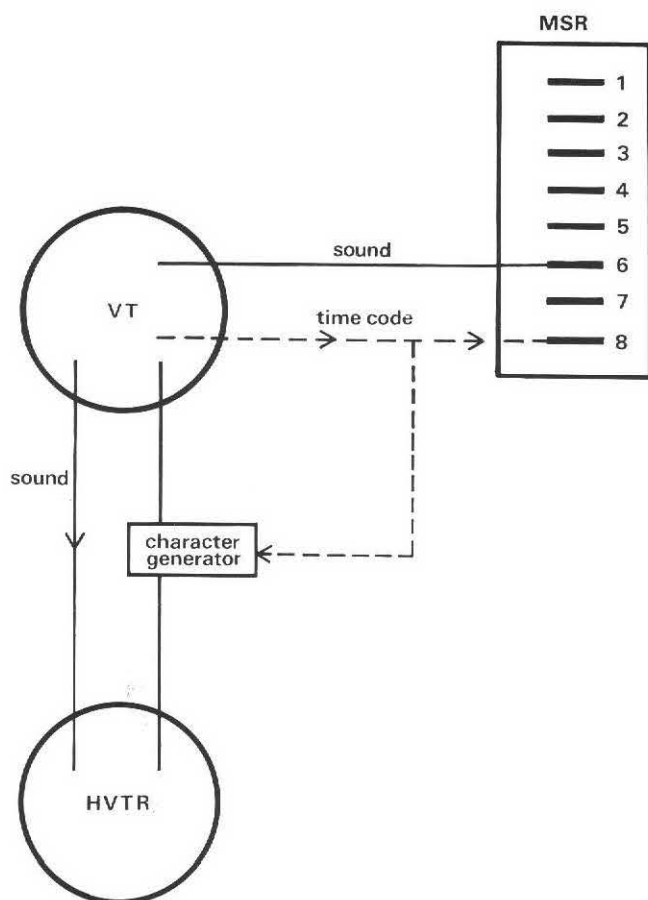 MSR
1
2
3
4
5
sound
6
VT
7
time code
8
sound
character
generator
HVTR